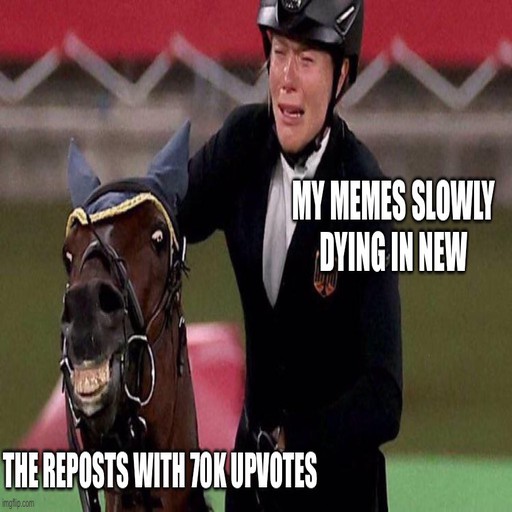 MY MEMES SLOWLY
DYING IN NEW
THE REPOSTS WITH 70K UPVOTES
imgflip.com